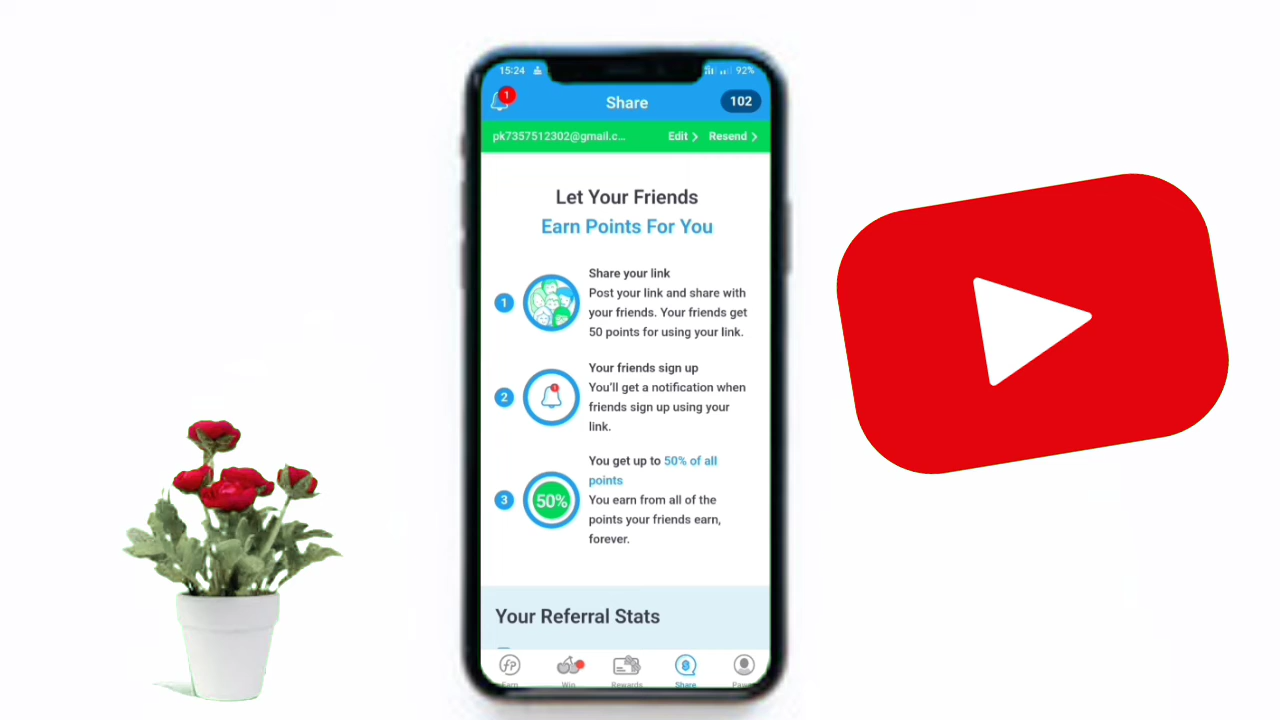 15:24
92%
1
Share
102
pk7357512302@gmail.c...
Edit
Resend
Let Your Friends
Earn Points For You
1
Share your link
Post your link and share with
your friends. Your friends get
50 points for using your link.
2
Your friends sign up
You'll get a notification when
friends sign up using your
link.
3
50%
You get up to 50% of all
points
You earn from all of the
points your friends earn,
forever.
Your Referral Stats
fP
Earn
Win
Rewards
Share